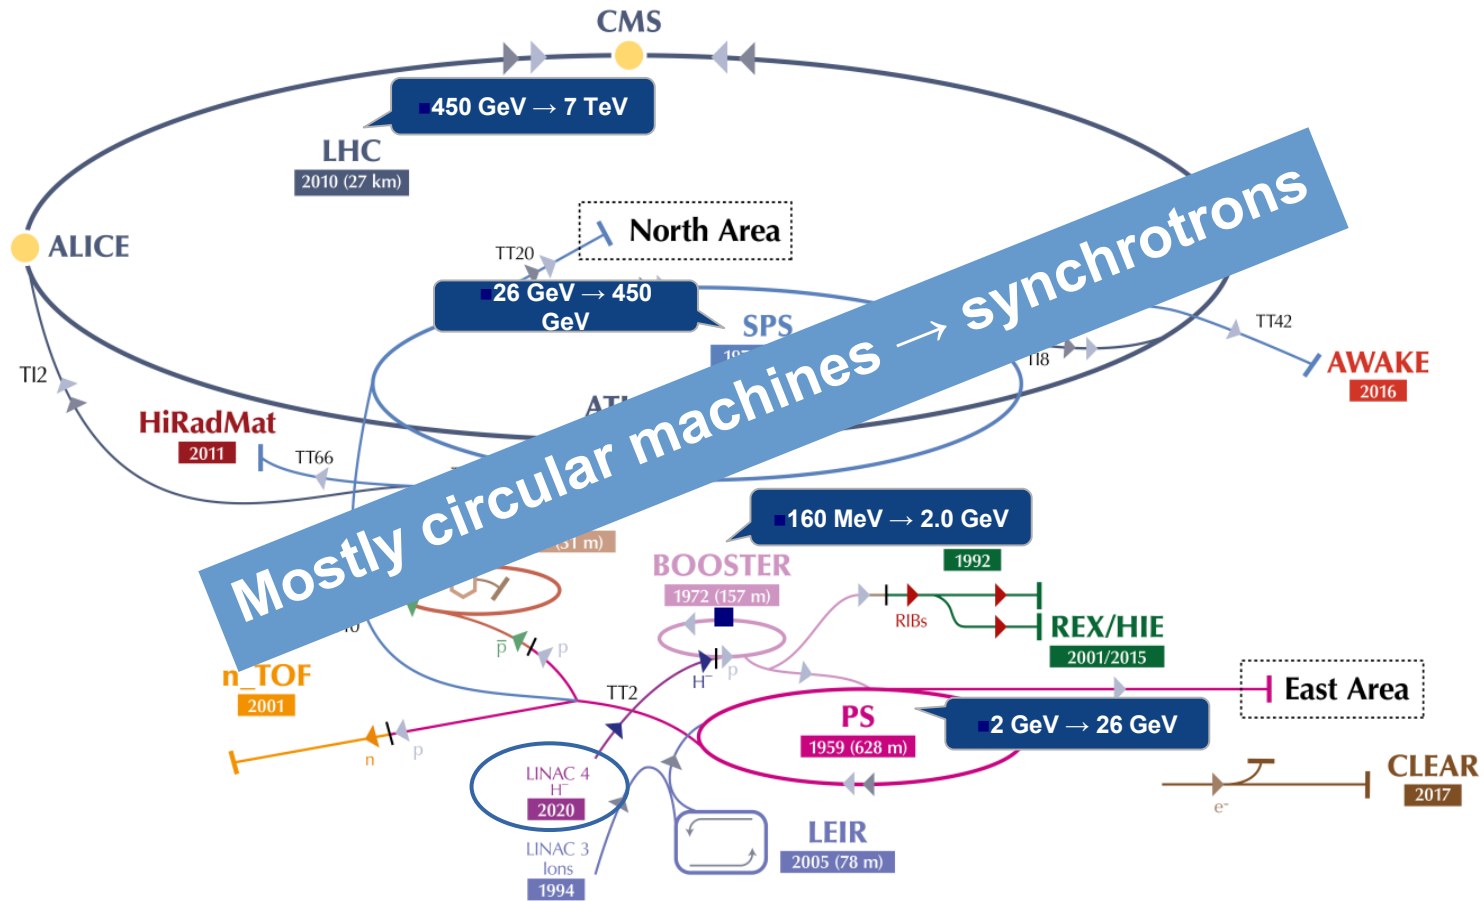 CMS
450 GeV → 7 TeV
LHC
2010 (27 km)
ALICE
North Area
TT20
26 GeV → 450
GeV
SPS
TT42
TI8
AWAKE
2016
TI2
HiRadMat
2011
TT66
Mostly circular machines → synchrotrons
160 MeV → 2.0 GeV
1992
BOOSTER
1972 (157 m)
RIBs
REX/HIE
2001/2015
p̅
p
H⁻
p
n_TOF
2001
TT2
East Area
PS
1959 (628 m)
2 GeV → 26 GeV
n
p
LINAC 4
H⁻
2020
CLEAR
2017
e⁻
LINAC 3
Ions
1994
LEIR
2005 (78 m)